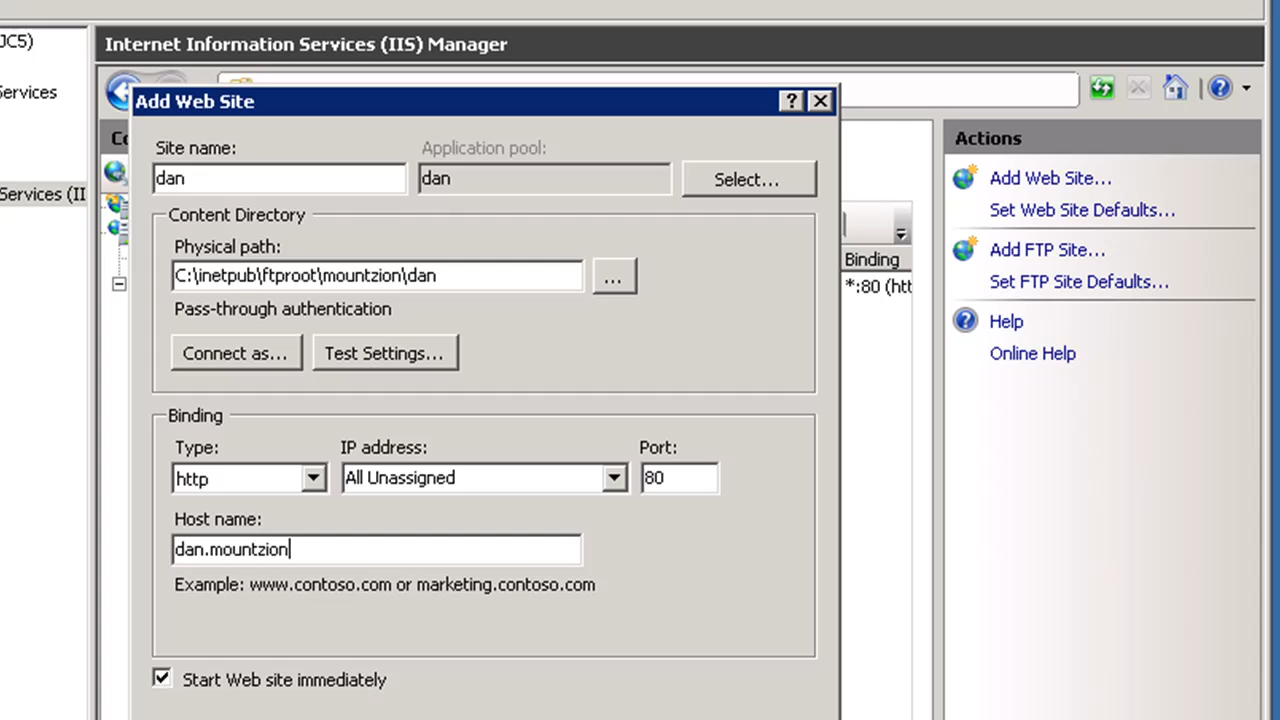 JC5)
ervices
Services (II
Internet Information Services (IIS) Manager
Add Web Site
Site name:
Application pool:
dan
dan
Select...
Content Directory
Physical path:
C:\inetpub\ftproot\mountzion\dan
...
Pass-through authentication
Connect as...
Test Settings...
Binding
Type:
IP address:
Port:
http
All Unassigned
80
Host name:
dan.mountzion
Example: www.contoso.com or marketing.contoso.com
Start Web site immediately
Binding
*:80 (htt
Actions
Add Web Site...
Set Web Site Defaults...
Add FTP Site...
Set FTP Site Defaults...
Help
Online Help